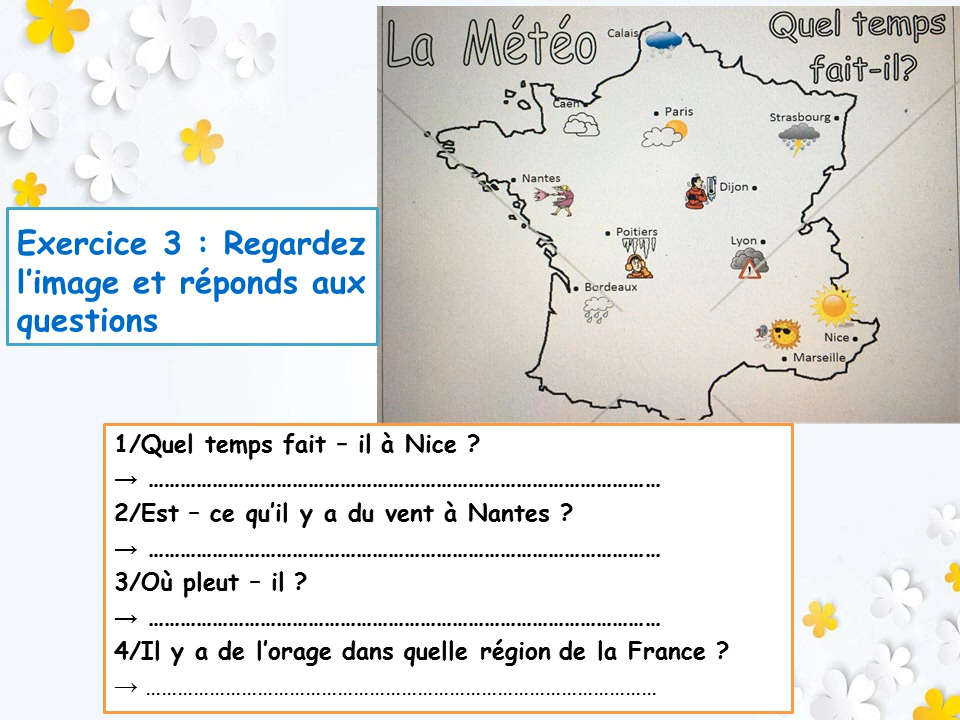 La Météo
Quel temps
fait-il?
Calais
Caen
Paris
Strasbourg
Nantes
Dijon
Poitiers
Lyon
Bordeaux
Nice
Marseille
Exercice 3 : Regardez
l’image et réponds aux
questions
1/Quel temps fait – il à Nice ?
→ ……………………………………………………………………………………
2/Est – ce qu’il y a du vent à Nantes ?
→ ……………………………………………………………………………………
3/Où pleut – il ?
→ ……………………………………………………………………………………
4/Il y a de l’orage dans quelle région de la France ?
→ ……………………………………………………………………………………